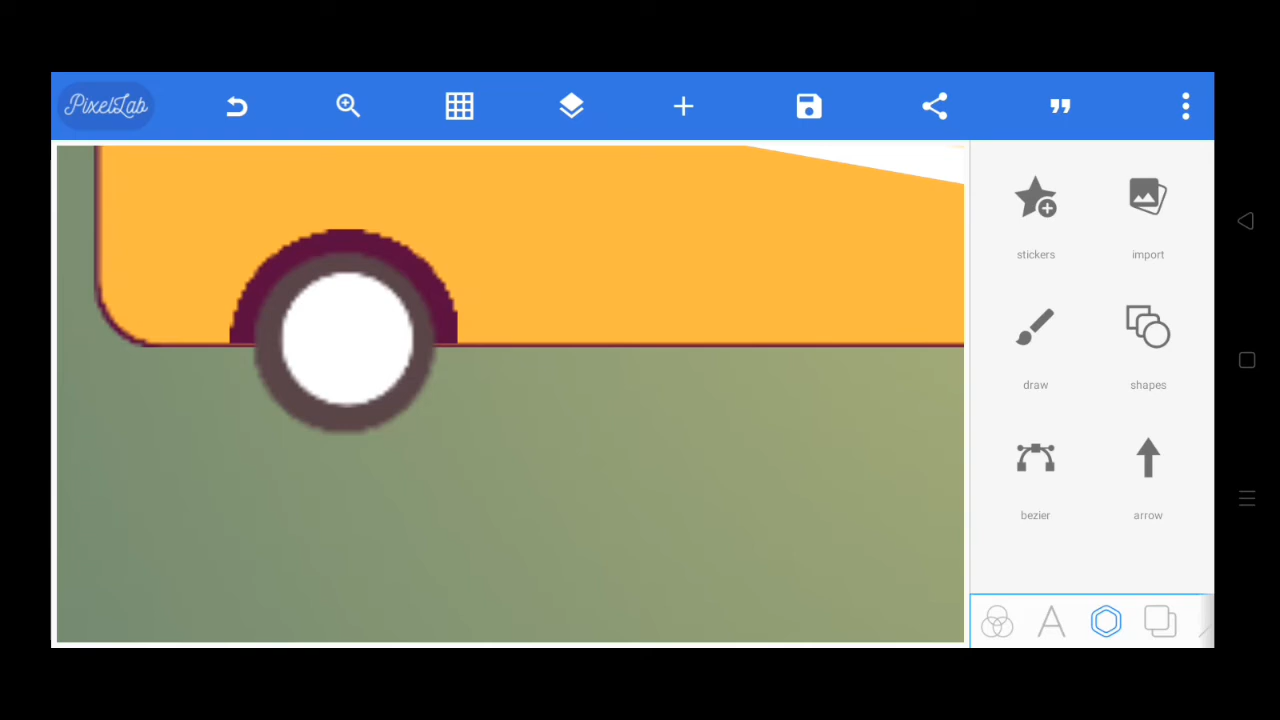 PixelLab
stickers
import
draw
shapes
bezier
arrow